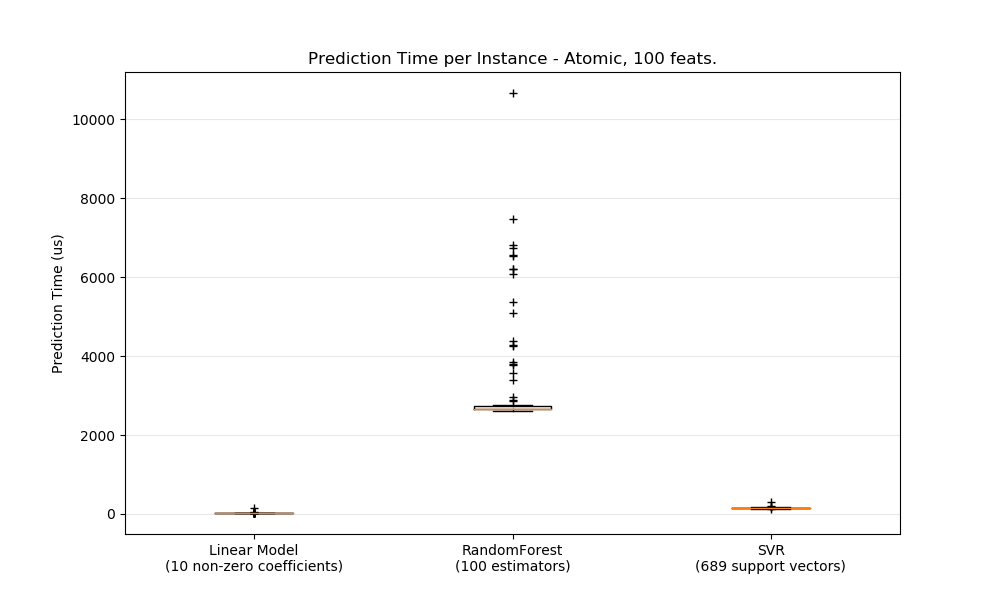 Prediction Time per Instance - Atomic, 100 feats.
Prediction Time (us)
10000
8000
6000
4000
2000
0
Linear Model
(10 non-zero coefficients)
RandomForest
(100 estimators)
SVR
(689 support vectors)